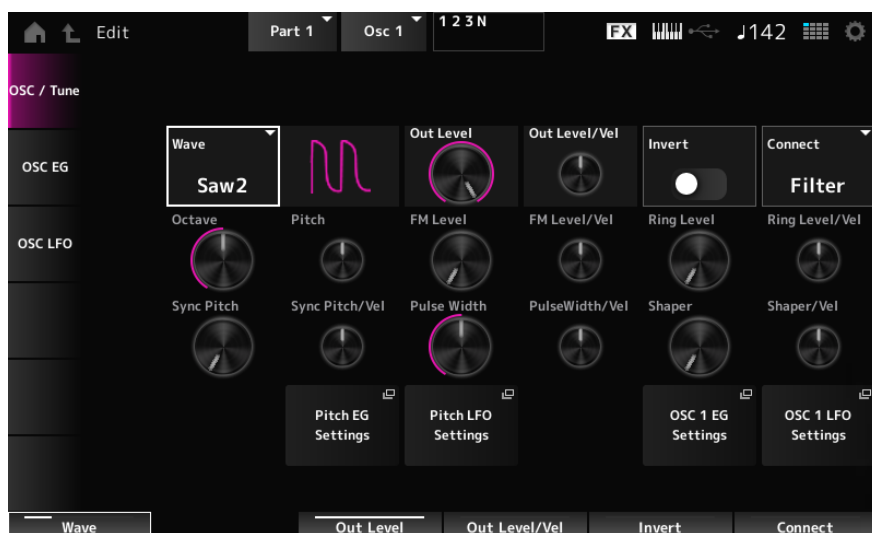 Edit
Part 1
Osc 1
1 2 3 N
FX
♩142
OSC / Tune
OSC EG
OSC LFO
Wave
Saw2
Out Level
Out Level/Vel
Invert
Connect
Filter
Octave
Pitch
FM Level
FM Level/Vel
Ring Level
Ring Level/Vel
Sync Pitch
Sync Pitch/Vel
Pulse Width
PulseWidth/Vel
Shaper
Shaper/Vel
Pitch EG
Settings
Pitch LFO
Settings
OSC 1 EG
Settings
OSC 1 LFO
Settings
Wave
Out Level
Out Level/Vel
Invert
Connect